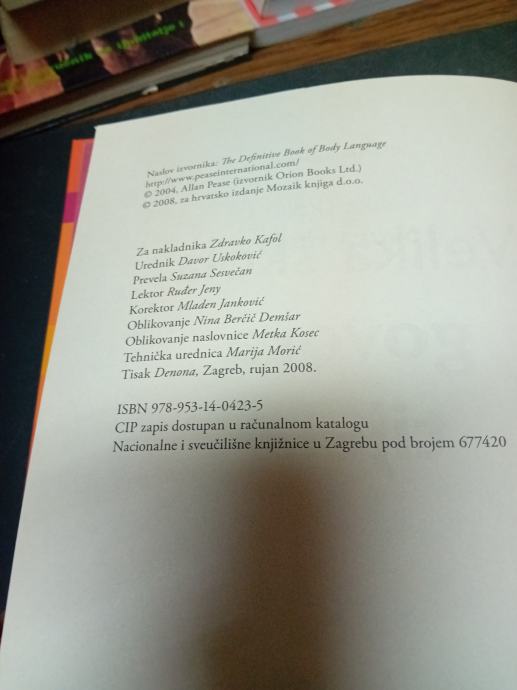 Naslov izvornika: The Definitive Book of Body Language
http://www.peaseinternational.com/
© 2004, Allan Pease (izvornik Orion Books Ltd.)
© 2008, za hrvatsko izdanje Mozaik knjiga d.o.o.
Za nakladnika Zdravko Kafol
Urednik Davor Uskoković
Prevela Suzana Sesvečan
Lektor Ruđer Jeny
Korektor Mladen Janković
Oblikovanje Nina Berčič Demšar
Oblikovanje naslovnice Metka Kosec
Tehnička urednica Marija Morić
Tisak Denona, Zagreb, rujan 2008.
ISBN 978-953-14-0423-5
CIP zapis dostupan u računalnom katalogu
Nacionalne i sveučilišne knjižnice u Zagrebu pod brojem 677420